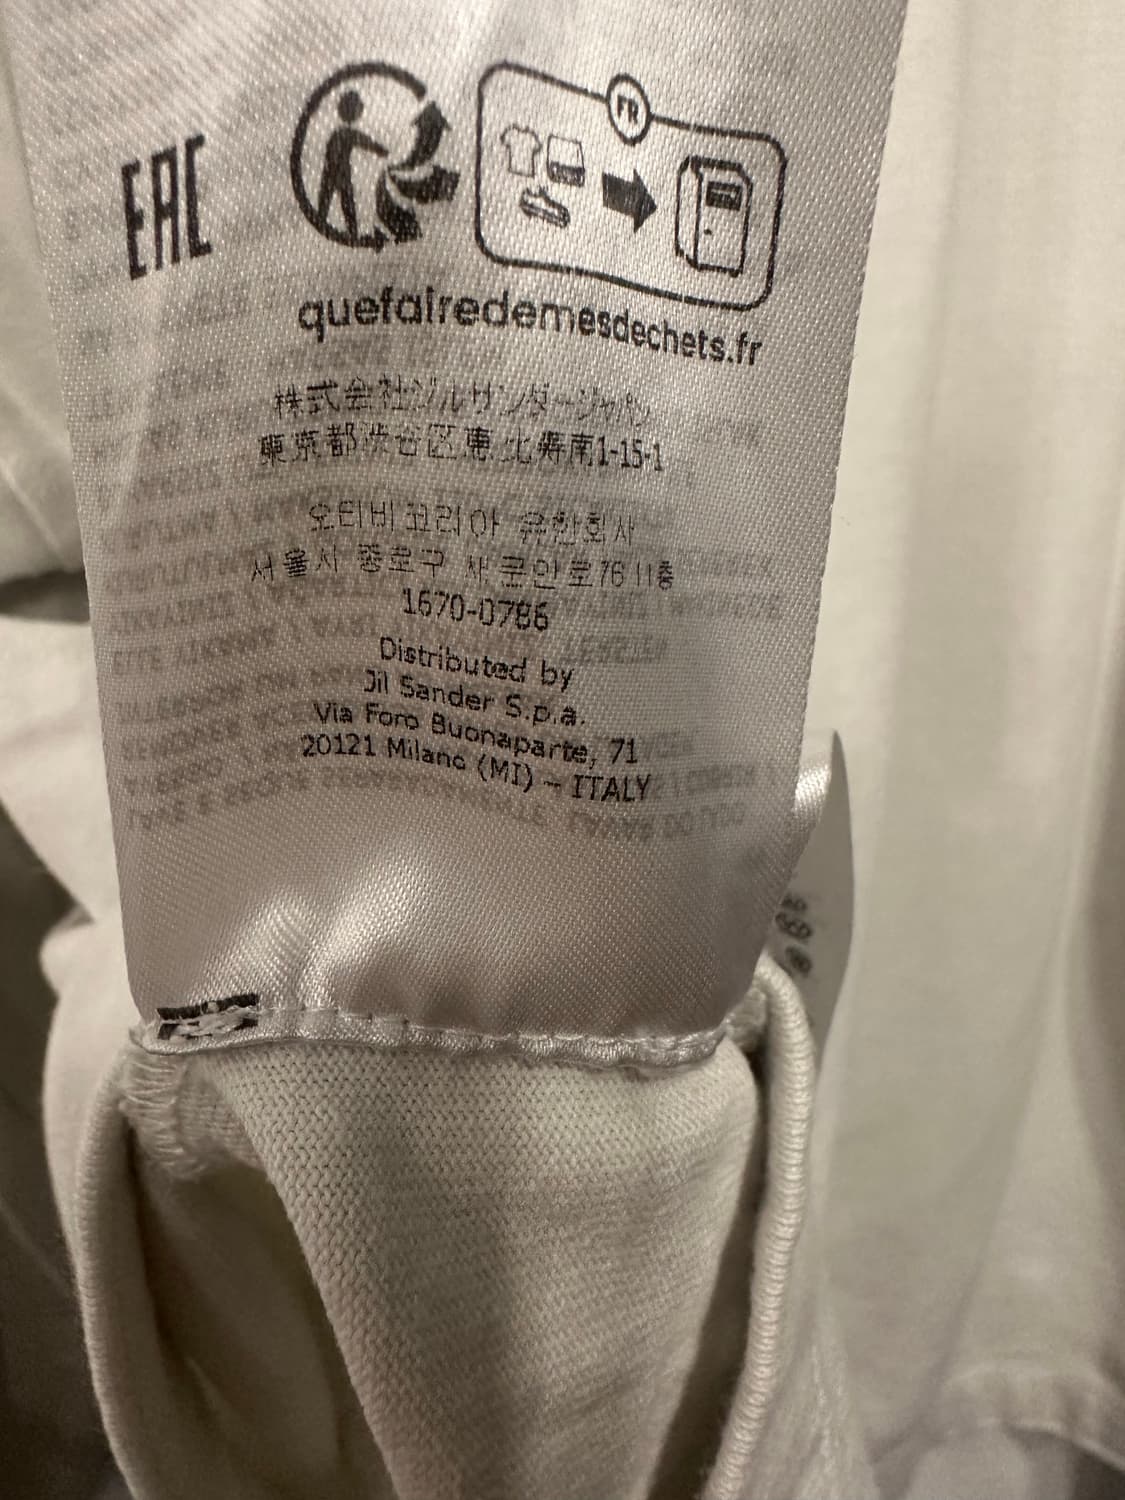 EAC
FR
quefairedemesdechets.fr
株式会社ジルサンダージャパン
東京都渋谷区恵比寿南1-15-1
오티비코리아 유한회사
서울시 종로구 새문안로76 11층
1670-0786
Distributed by
Jil Sander S.p.a.
Via Foro Buonaparte, 71
20121 Milano (MI) - ITALY